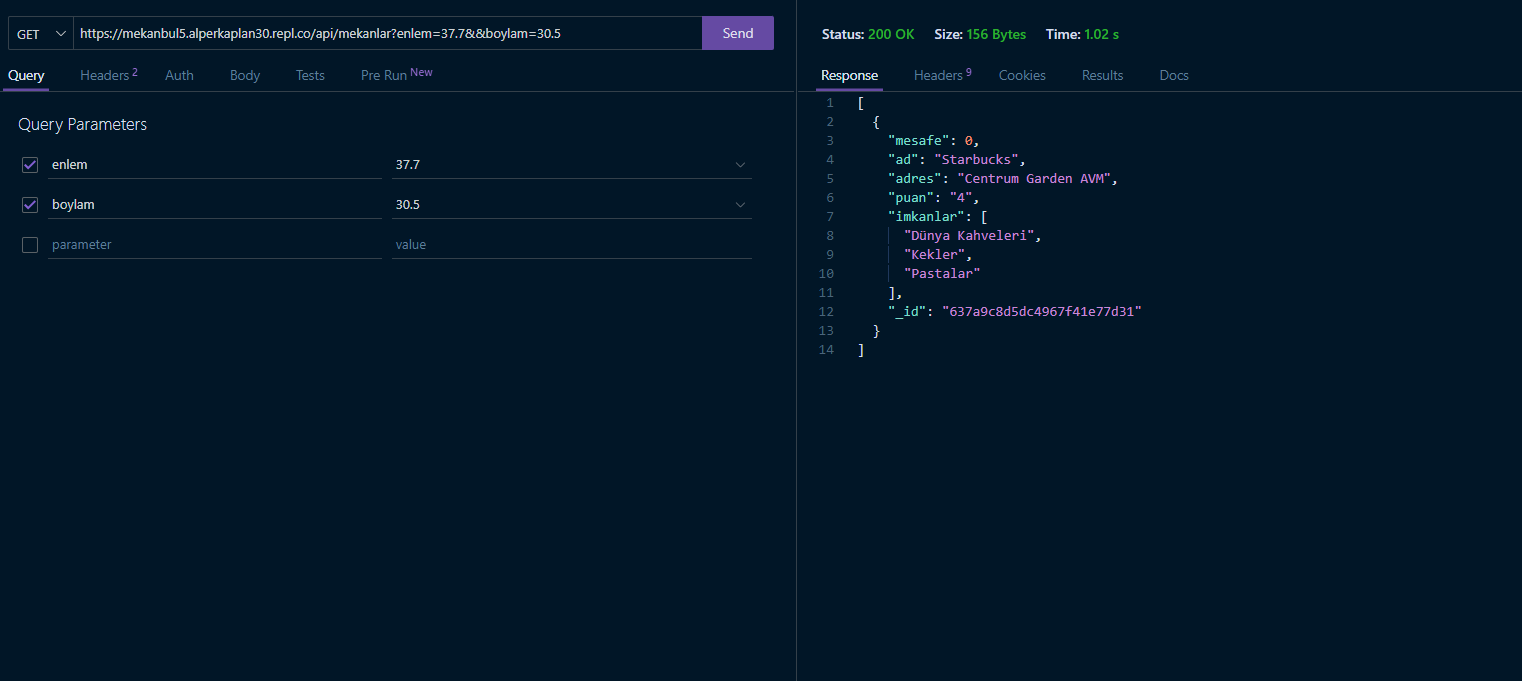 GET https://mekanbul5.alperkaplan30.repl.co/api/mekanlar?enlem=37.7&&boylam=30.5 Send
Query Headers 2 Auth Body Tests Pre Run New
Query Parameters
enlem 37.7
boylam 30.5
parameter value
Status: 200 OK Size: 156 Bytes Time: 1.02 s
Response Headers 9 Cookies Results Docs
1 [
2 {
3 "mesafe": 0,
4 "ad": "Starbucks",
5 "adres": "Centrum Garden AVM",
6 "puan": "4",
7 "imkanlar": [
8 "Dünya Kahveleri",
9 "Kekler",
10 "Pastalar"
11 ],
12 "_id": "637a9c8d5dc4967f41e77d31"
13 }
14 ]